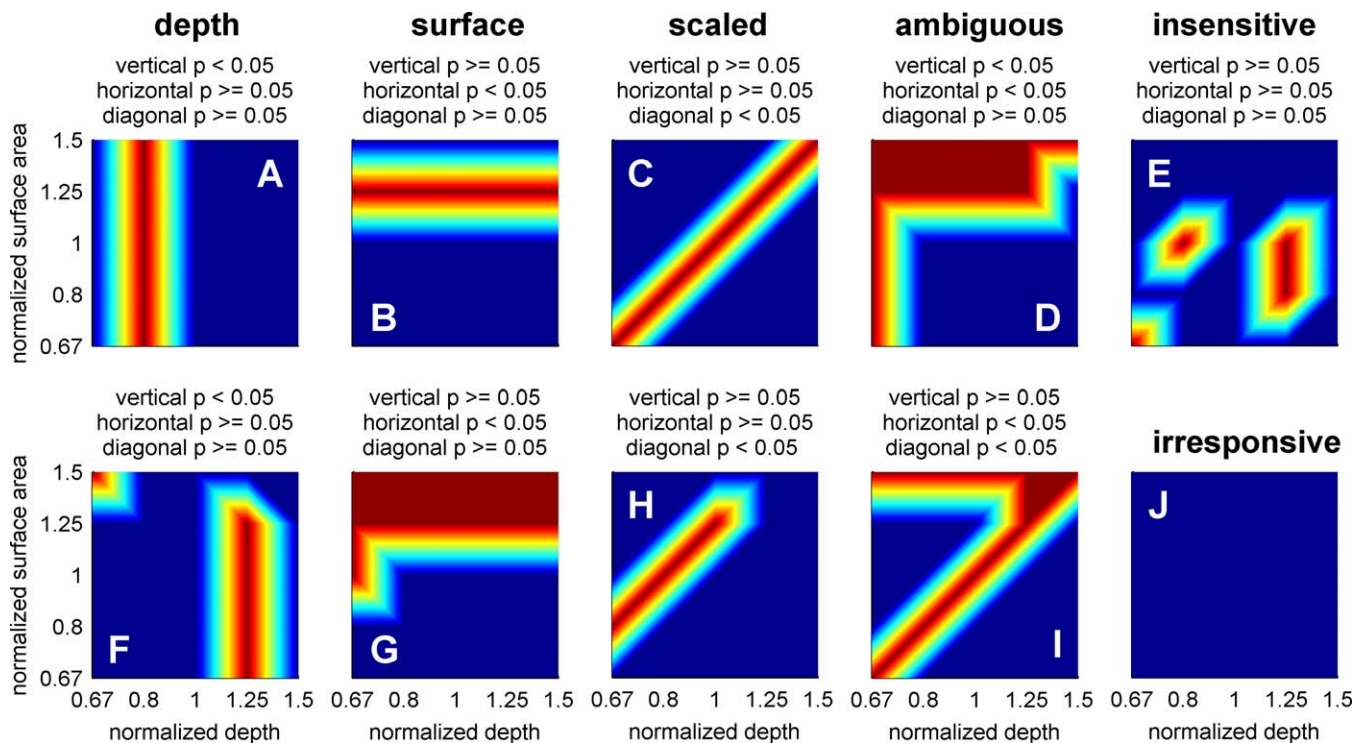 depth surface scaled ambiguous insensitive
vertical p < 0.05 vertical p >= 0.05 vertical p >= 0.05 vertical p < 0.05 vertical p >= 0.05
horizontal p >= 0.05 horizontal p < 0.05 horizontal p >= 0.05 horizontal p < 0.05 horizontal p >= 0.05
diagonal p >= 0.05 diagonal p >= 0.05 diagonal p < 0.05 diagonal p >= 0.05 diagonal p >= 0.05
normalized surface area
1.5
1.25
1
0.8
0.67
A
B
C
D
E
vertical p < 0.05 vertical p >= 0.05 vertical p >= 0.05 vertical p >= 0.05
horizontal p >= 0.05 horizontal p < 0.05 horizontal p >= 0.05 horizontal p < 0.05
diagonal p >= 0.05 diagonal p >= 0.05 diagonal p < 0.05 diagonal p < 0.05
irresponsive
normalized surface area
1.5
1.25
1
0.8
0.67
F
G
H
I
J
0.67 0.8 1 1.25 1.5 0.67 0.8 1 1.25 1.5 0.67 0.8 1 1.25 1.5 0.67 0.8 1 1.25 1.5 0.67 0.8 1 1.25 1.5
normalized depth normalized depth normalized depth normalized depth normalized depth